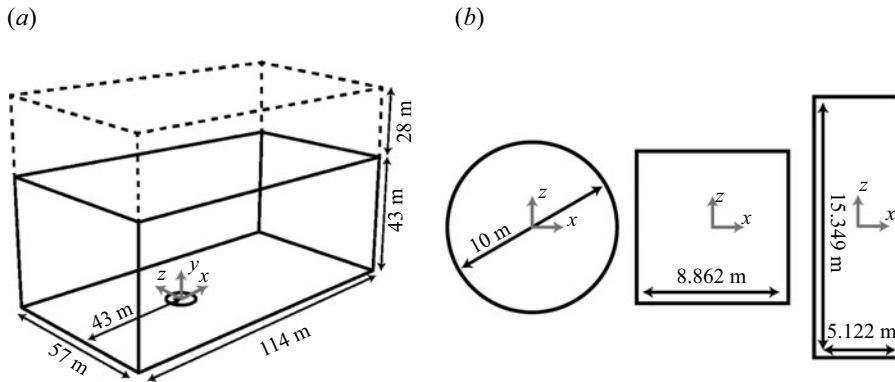 (a)
(b)
28 m
43 m
z y x
43 m
57 m
114 m
z
x
10 m
z
x
8.862 m
z
x
15.349 m
5.122 m